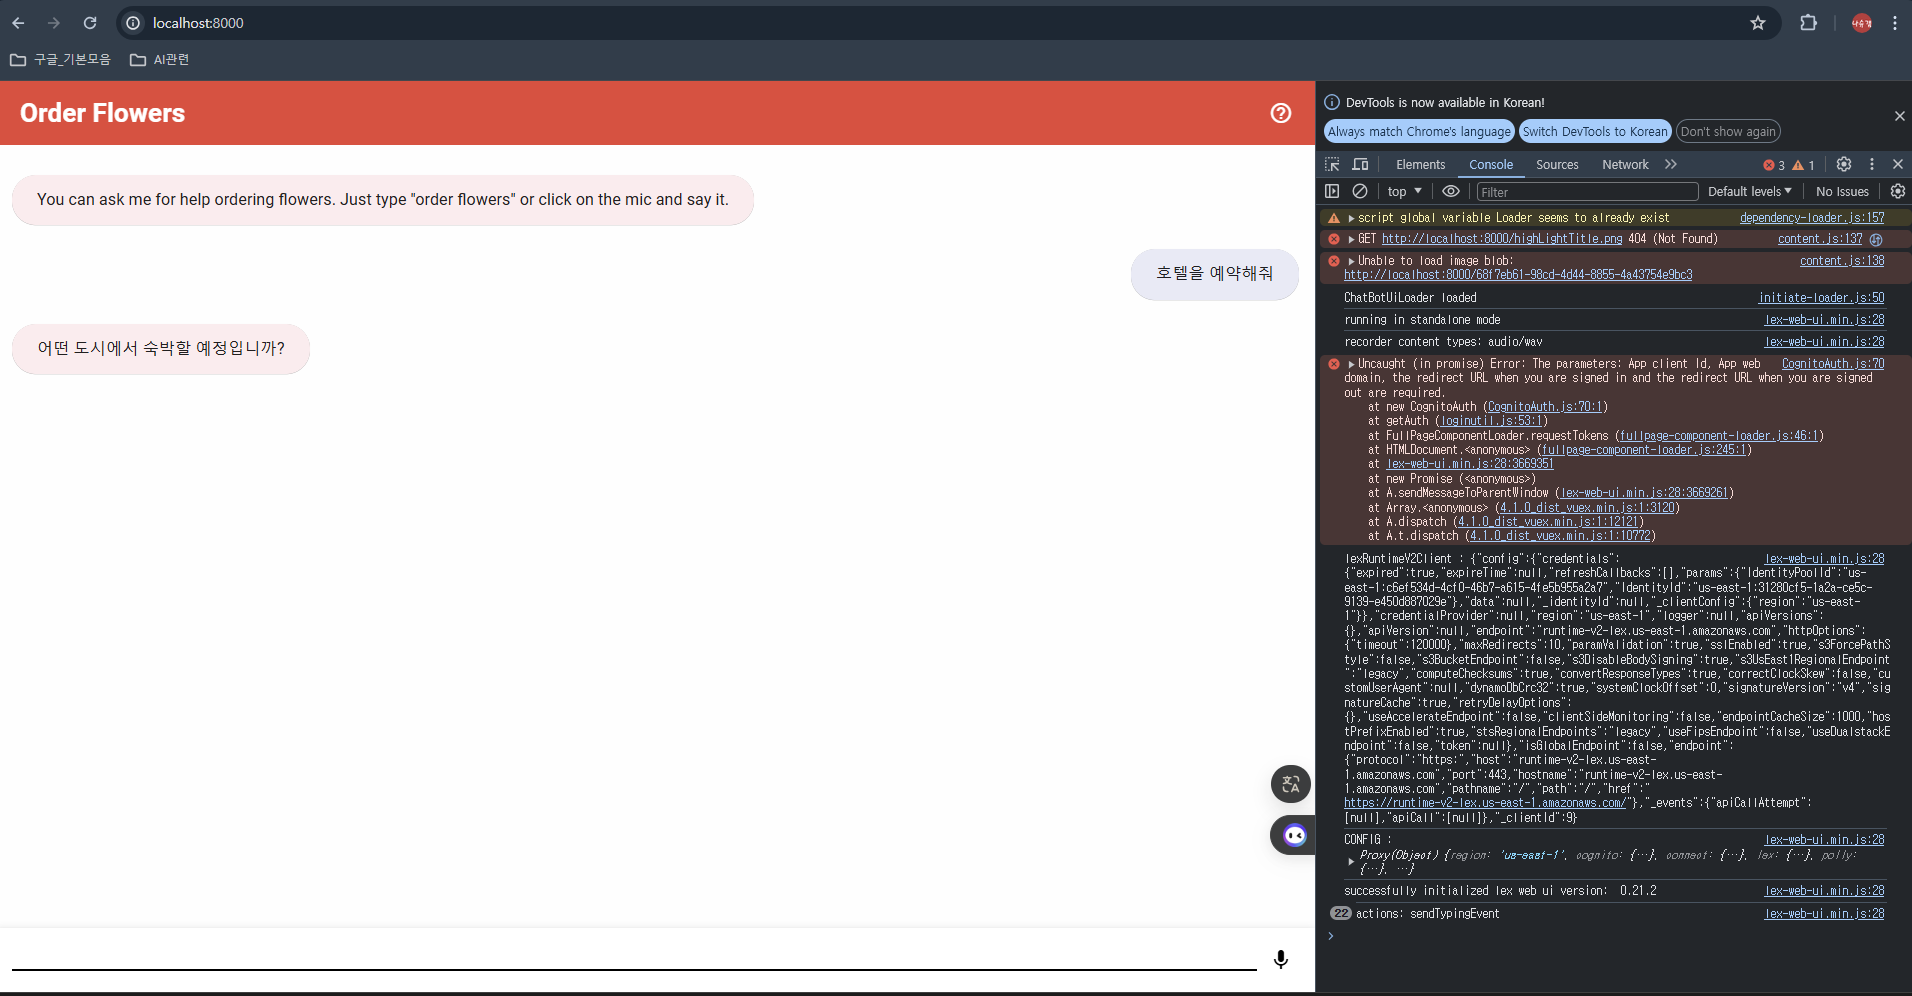 localhost:8000
구글_기본모음
AI관련
Order Flowers
You can ask me for help ordering flowers. Just type "order flowers" or click on the mic and say it.
호텔을 예약해줘
어떤 도시에서 숙박할 예정입니까?
DevTools is now available in Korean!
Always match Chrome's language
Switch DevTools to Korean
Don't show again
Elements
Console
Sources
Network
3
1
top
Filter
Default levels
No Issues
script global variable Loader seems to already exist dependency-loader.js:157
GET http://localhost:8000/highLightTitle.png 404 (Not Found) content.js:137
Unable to load image blob: content.js:138
http://localhost:8000/68f7eb61-98cd-4d44-8855-4a43754e9bc3
ChatBotUiLoader loaded initiate-loader.js:50
running in standalone mode lex-web-ui.min.js:28
recorder content types: audio/wav lex-web-ui.min.js:28
Uncaught (in promise) Error: The parameters: App client Id, App web CognitoAuth.js:70
domain, the redirect URL when you are signed in and the redirect URL when you are signed
out are required.
at new CognitoAuth (CognitoAuth.js:70:1)
at getAuth (loginutil.js:53:1)
at FullPageComponentLoader.requestTokens (fullpage-component-loader.js:46:1)
at HTMLDocument.<anonymous> (fullpage-component-loader.js:245:1)
at lex-web-ui.min.js:28:3669351
at new Promise (<anonymous>)
at A.sendMessageToParentWindow (lex-web-ui.min.js:28:3669261)
at Array.<anonymous> (4.1.0_dist_vuex.min.js:1:3120)
at A.dispatch (4.1.0_dist_vuex.min.js:1:12121)
at A.t.dispatch (4.1.0_dist_vuex.min.js:1:10772)
lexRuntimeV2Client : {"config":{"credentials": lex-web-ui.min.js:28
{"expired":true,"expireTime":null,"refreshCallbacks":[],"params":{"IdentityPoolId":"us-
east-1:c6ef534d-4cf0-46b7-a615-4fe5b955a2a7","IdentityId":"us-east-1:31280cf5-1a2a-ce5c-
9139-e450d887029e"},"data":null,"_identityId":null,"_clientConfig":{"region":"us-east-
1"}},"credentialProvider":null,"region":"us-east-1","logger":null,"apiVersions":
{},"apiVersion":null,"endpoint":"runtime-v2-lex.us-east-1.amazonaws.com","httpOptions":
{"timeout":120000},"maxRedirects":10,"paramValidation":true,"sslEnabled":true,"s3ForcePathS
tyle":false,"s3BucketEndpoint":false,"s3DisableBodySigning":true,"s3UsEast1RegionalEndpoint
":"legacy","computeChecksums":true,"convertResponseTypes":true,"correctClockSkew":false,"cu
stomUserAgent":null,"dynamoDbCrc32":true,"systemClockOffset":0,"signatureVersion":"v4","sig
natureCache":true,"retryDelayOptions":
{},"useAccelerateEndpoint":false,"clientSideMonitoring":false,"endpointCacheSize":1000,"hos
tPrefixEnabled":true,"stsRegionalEndpoints":"legacy","useFipsEndpoint":false,"useDualstackE
ndpoint":false,"token":null},"isGlobalEndpoint":false,"endpoint":
{"protocol":"https:","host":"runtime-v2-lex.us-east-
1.amazonaws.com","port":443,"hostname":"runtime-v2-lex.us-east-
1.amazonaws.com","pathname":"/","path":"/","href":"
https://runtime-v2-lex.us-east-1.amazonaws.com/"},"_events":{"apiCallAttempt":
[null],"apiCall":[null]},"_clientId":9}
CONFIG : lex-web-ui.min.js:28
Proxy(Object) {region: 'us-east-1', cognito: {…}, connect: {…}, lex: {…}, polly:
{…}, …}
successfully initialized lex web ui version: 0.21.2 lex-web-ui.min.js:28
22 actions: sendTypingEvent lex-web-ui.min.js:28